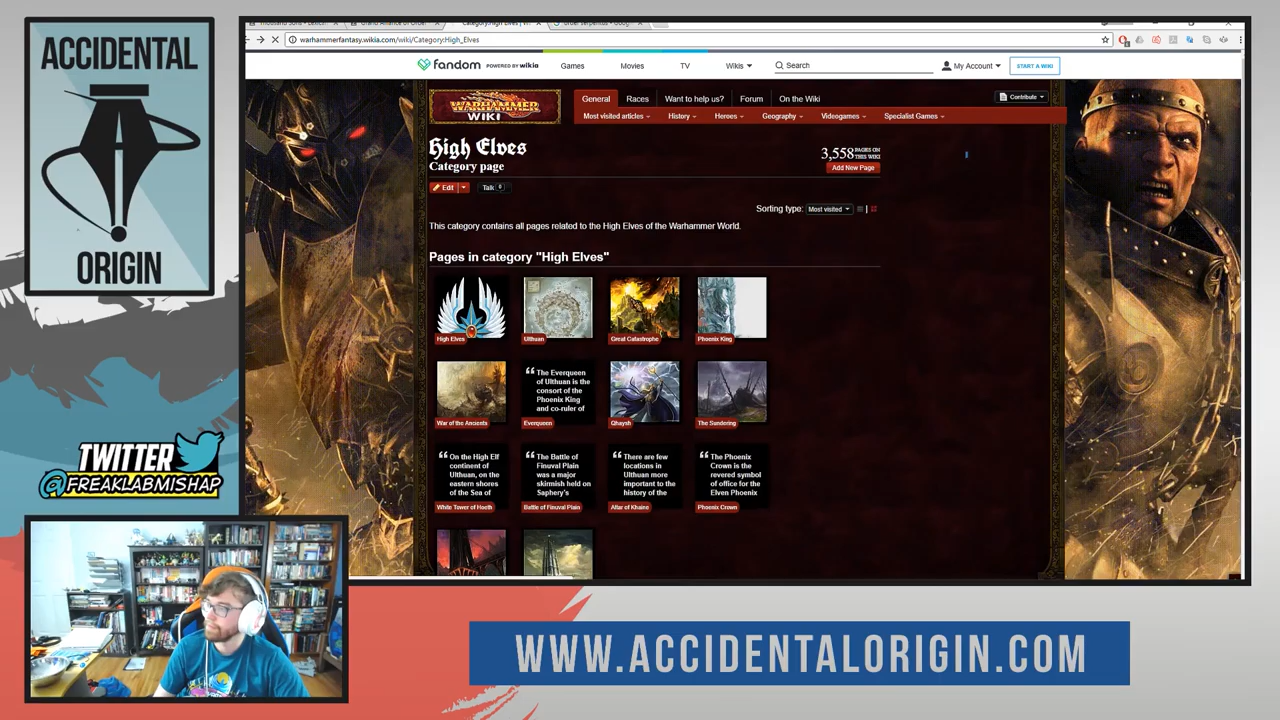 ACCIDENTAL
ORIGIN
TWITTER
@FREAKLABMISHAP
WWW.ACCIDENTALORIGIN.COM
warhammerfantasy.wikia.com/wiki/Category:High_Elves
fandom POWERED BY wikia
Games
Movies
TV
Wikis
Search
My Account
START A WIKI
WARHAMMER
WIKI
General
Races
Want to help us?
Forum
On the Wiki
Contribute
Most visited articles
History
Heroes
Geography
Videogames
Specialist Games
High Elves
Category page
3,558 PAGES ON
THIS WIKI
Add New Page
Edit
Talk 0
Sorting type: Most visited
This category contains all pages related to the High Elves of the Warhammer World.
Pages in category "High Elves"
High Elves
Ulthuan
Great Catastrophe
Phoenix King
War of the Ancients
The Everqueen
of Ulthuan is the
consort of the
Phoenix King
and co-ruler of
Everqueen
Qhaysh
The Sundering
On the High Elf
continent of
Ulthuan, on the
eastern shores
of the Sea of
White Tower of Hoeth
The Battle of
Finuval Plain
was a major
skirmish held on
Saphery's
Battle of Finuval Plain
There are few
locations in
Ulthuan more
important to the
history of the
Altar of Khaine
The Phoenix
Crown is the
revered symbol
of office for the
Elven Phoenix
Phoenix Crown